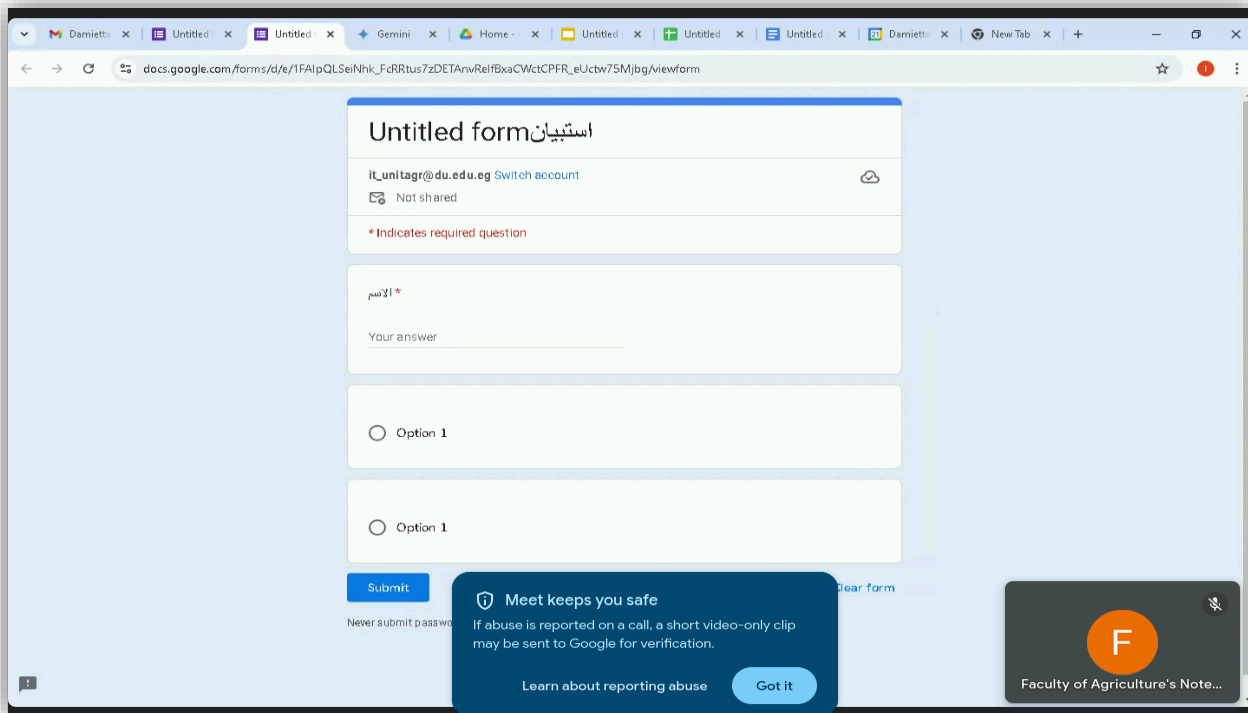 Damiett
Untitled
Untitled
Gemini
Home -
Untitled
Untitled
Untitled
Damiett
New Tab
docs.google.com/forms/d/e/1FAIpQLSeiNhk_FcRRtus7zDETAnvRelfBxaCWctCPFR_eUctw75Mjbg/viewform
Untitled formاستبيان
it_unitagr@du.edu.eg Switch account
Not shared
* Indicates required question
الاسم *
Your answer
Option 1
Option 1
Submit
Clear form
Never submit passwo
Meet keeps you safe
If abuse is reported on a call, a short video-only clip
may be sent to Google for verification.
Learn about reporting abuse
Got it
F
Faculty of Agriculture's Note...